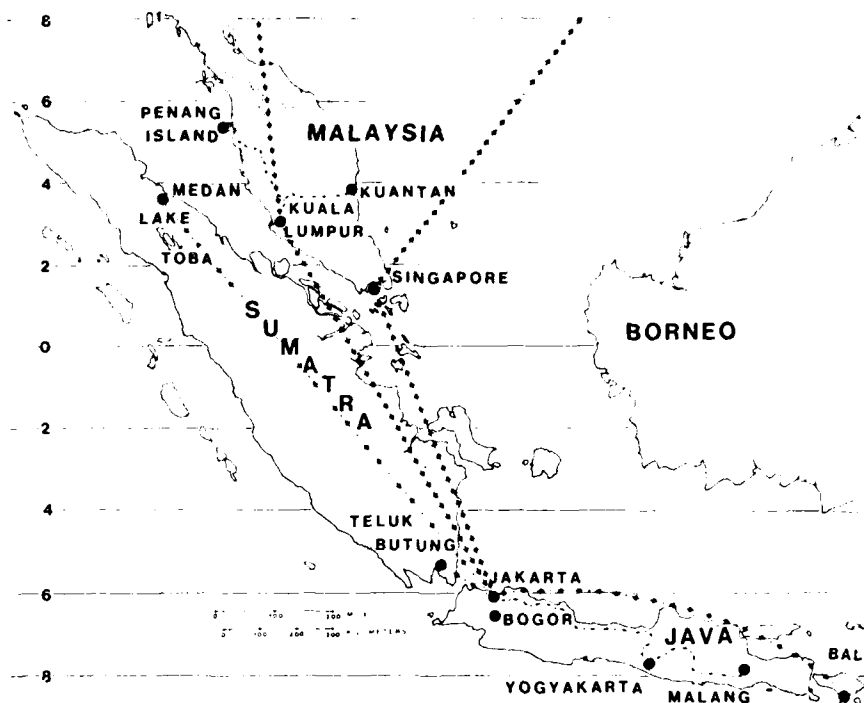 8
6
PENANG
ISLAND
MALAYSIA
4
MEDAN
KUANTAN
LAKE
KUALA
LUMPUR
TOBA
2
SINGAPORE
SUMATRA
BORNEO
0
2
4
TELUK
BUTUNG
JAKARTA
6
BOGOR
JAVA
BAL
8
YOGYAKARTA
MALANG